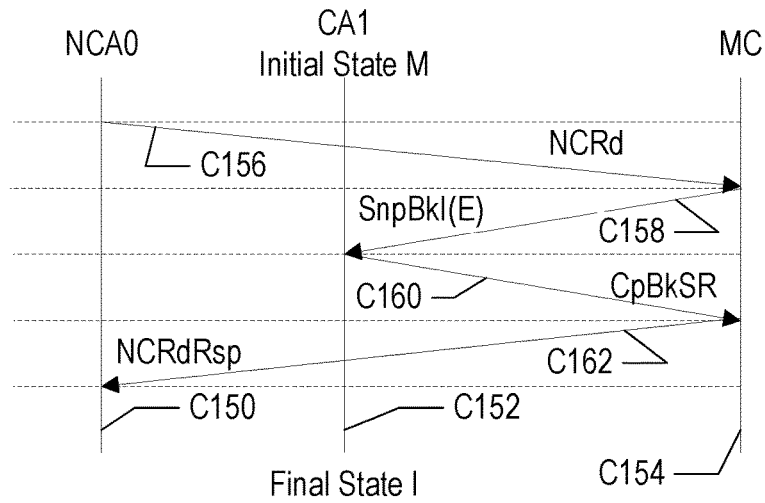 NCA0
CA1
Initial State M
MC
NCRd
C156
SnpBkI(E)
C158
C160
CpBkSR
NCRdRsp
C162
C150
C152
C154
Final State I